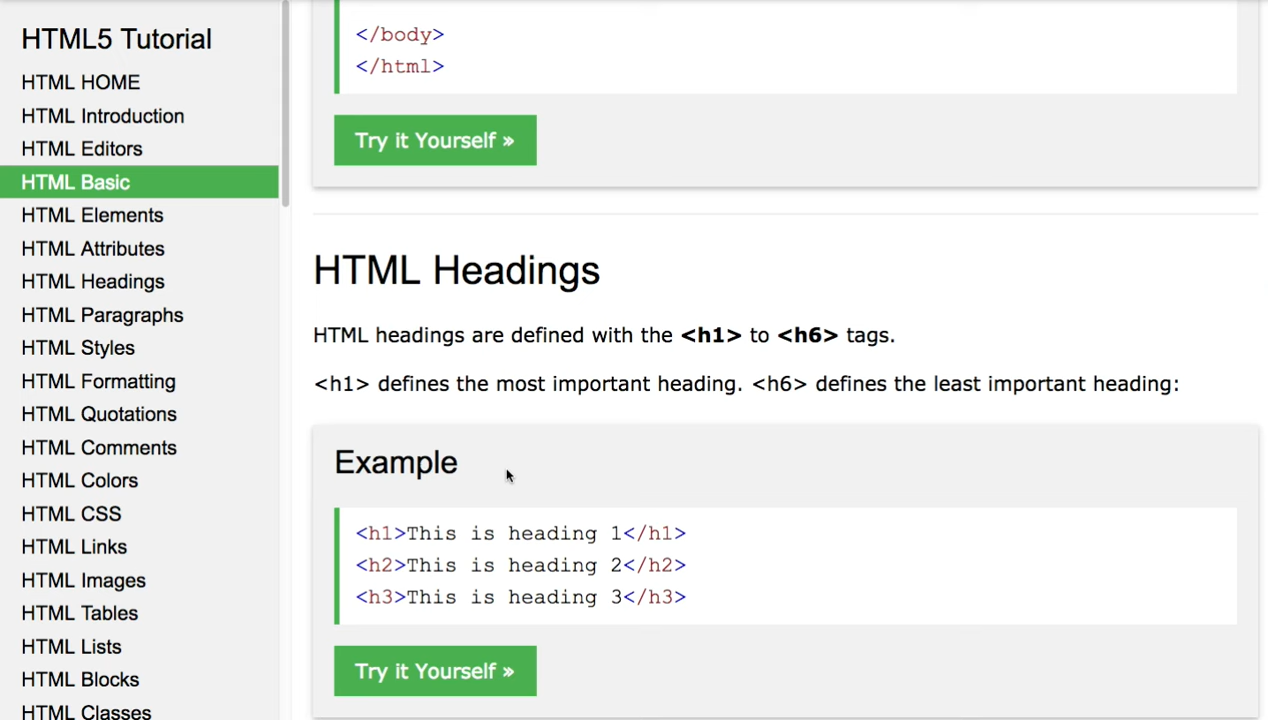 HTML5 Tutorial
HTML HOME
HTML Introduction
HTML Editors
HTML Basic
HTML Elements
HTML Attributes
HTML Headings
HTML Paragraphs
HTML Styles
HTML Formatting
HTML Quotations
HTML Comments
HTML Colors
HTML CSS
HTML Links
HTML Images
HTML Tables
HTML Lists
HTML Blocks
HTML Classes
</body>
</html>
Try it Yourself »
HTML Headings
HTML headings are defined with the <h1> to <h6> tags.
<h1> defines the most important heading. <h6> defines the least important heading:
Example
<h1>This is heading 1</h1>
<h2>This is heading 2</h2>
<h3>This is heading 3</h3>
Try it Yourself »